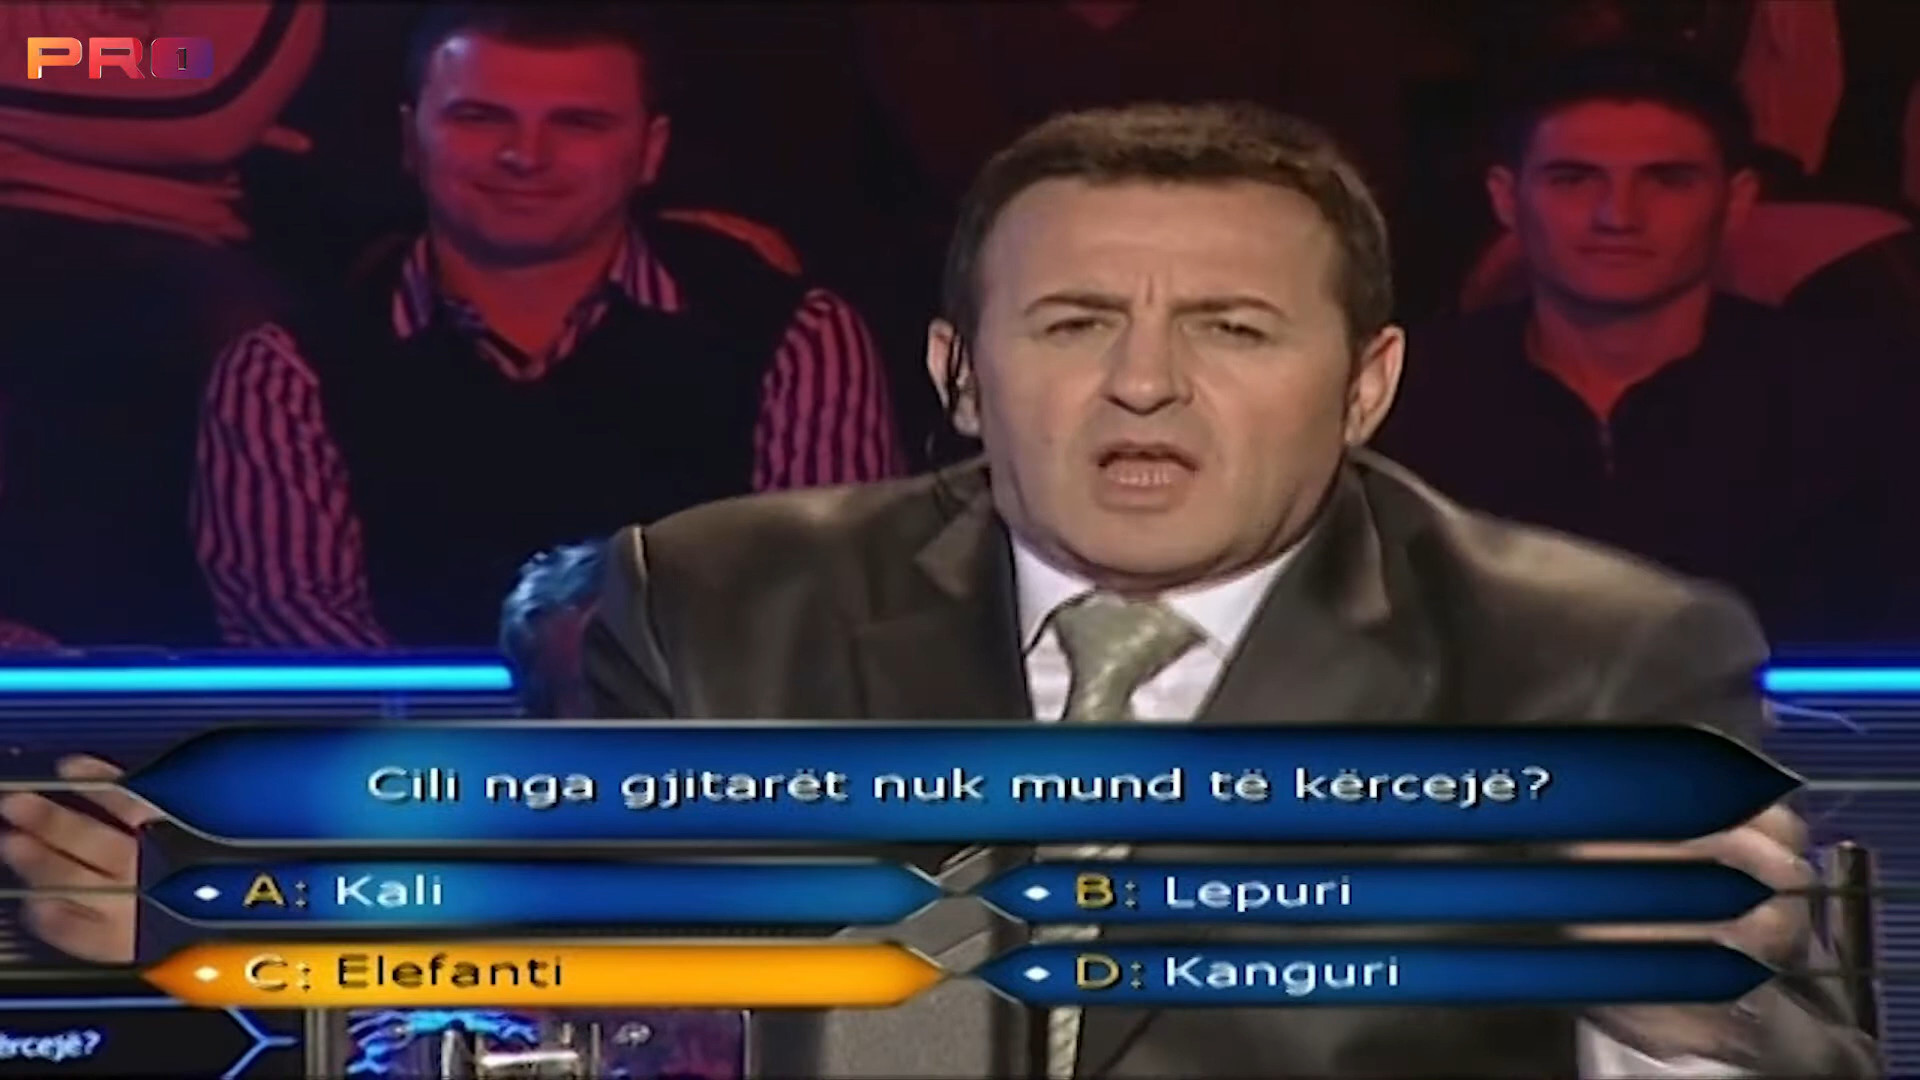 PRO 1
Cili nga gjitarët nuk mund të kërcejë?
A: Kali
B: Lepuri
C: Elefanti
D: Kanguri
ërcejë?